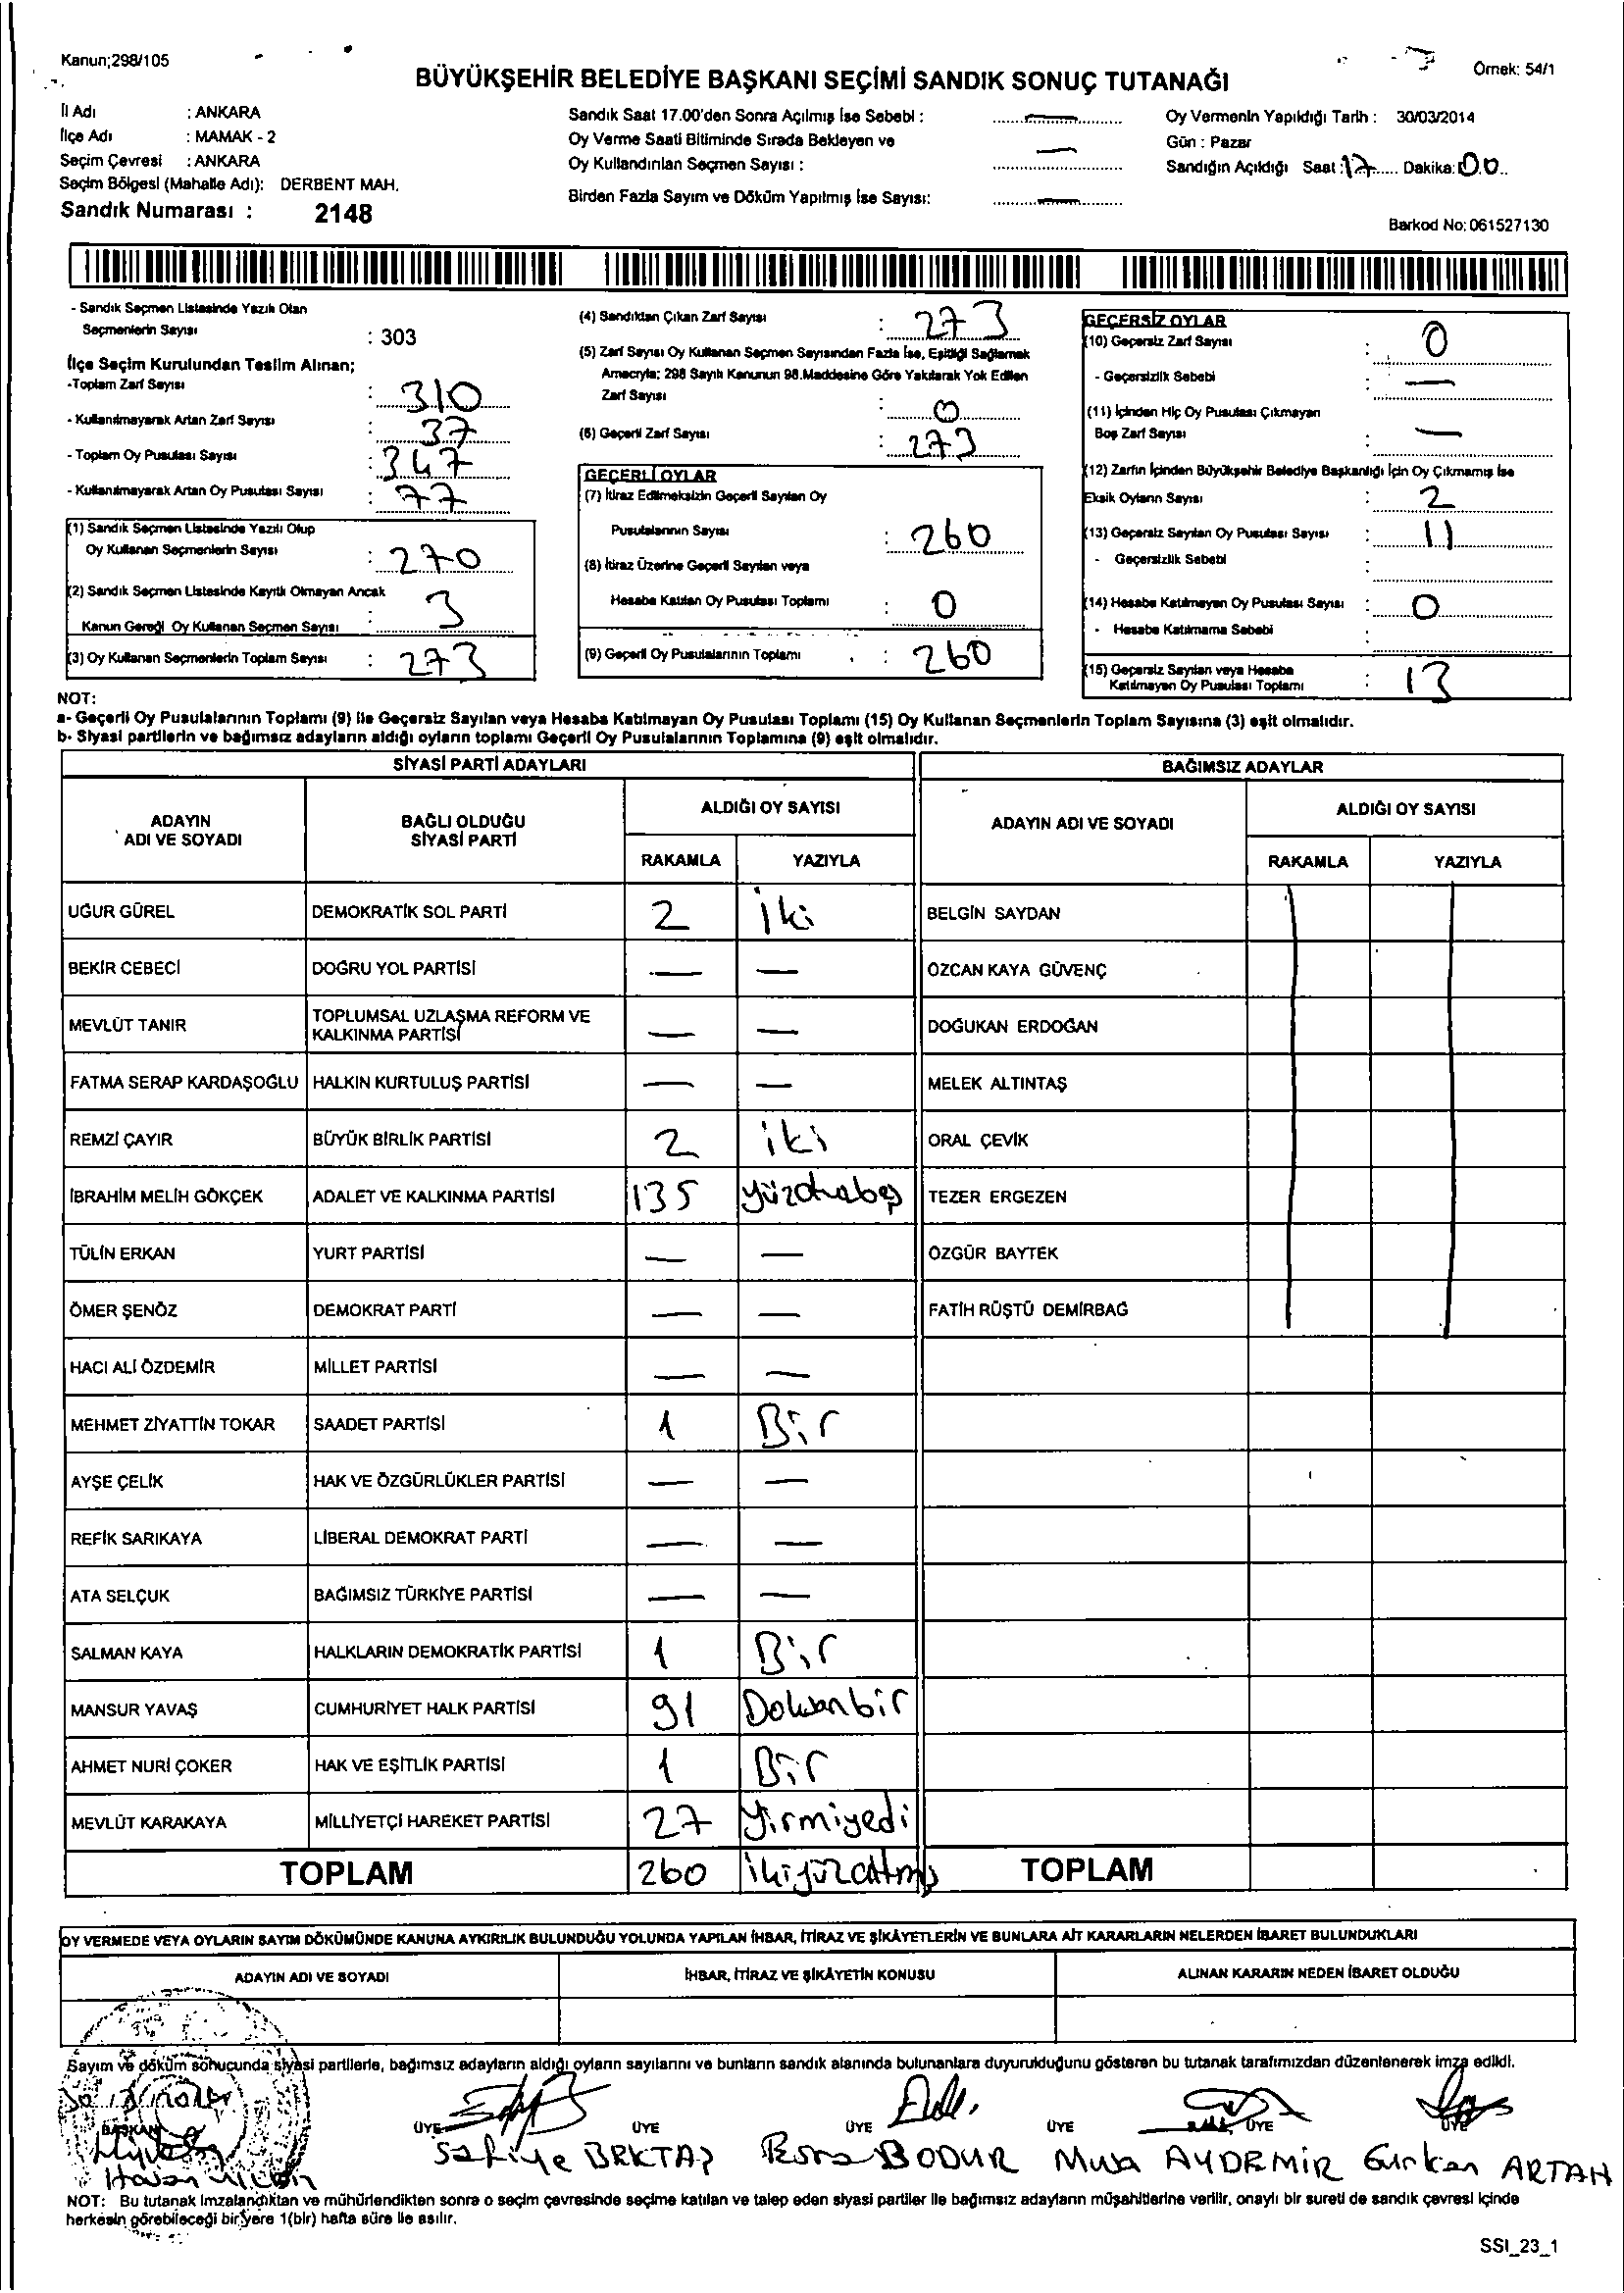 Kanun;298/105
Örnek: 54/1
BÜYÜKŞEHİR BELEDİYE BAŞKANI SEÇİMİ SANDIK SONUÇ TUTANAĞI
İl Adı : ANKARA
İlçe Adı : MAMAK - 2
Seçim Çevresi : ANKARA
Seçim Bölgesi (Mahalle Adı): DERBENT MAH.
Sandık Numarası : 2148
Sandık Saat 17.00'den Sonra Açılmış İse Sebebi : —
Oy Verme Saati Bitiminde Sırada Bekleyen ve
Oy Kullandırılan Seçmen Sayısı : —
Birden Fazla Sayım ve Döküm Yapılmış İse Sayısı: —
Oy Vermenin Yapıldığı Tarih : 30/03/2014
Gün : Pazar
Sandığın Açıldığı Saat :17 Dakika: 00
Barkod No: 061527130
- Sandık Seçmen Listesinde Yazılı Olan
Seçmenlerin Sayısı : 303
İlçe Seçim Kurulundan Teslim Alınan;
-Toplam Zarf Sayısı : 310
- Kullanılmayarak Artan Zarf Sayısı : 37
- Toplam Oy Pusulası Sayısı : 347
- Kullanılmayarak Artan Oy Pusulası Sayısı : 77
(1) Sandık Seçmen Listesinde Yazılı Olup
Oy Kullanan Seçmenlerin Sayısı : 270
(2) Sandık Seçmen Listesinde Kayıtlı Olmayan Ancak
Kanun Gereği Oy Kullanan Seçmen Sayısı : 3
(3) Oy Kullanan Seçmenlerin Toplam Sayısı : 273
(4) Sandıktan Çıkan Zarf Sayısı : 273
(5) Zarf Sayısı Oy Kullanan Seçmen Sayısından Fazla İse, Eşitliği Sağlamak
Amacıyla; 298 Sayılı Kanunun 98.Maddesine Göre Yakılarak Yok Edilen
Zarf Sayısı : 0
(6) Geçerli Zarf Sayısı : 273
GEÇERLİ OYLAR
(7) İtiraz Edilmeksizin Geçerli Sayılan Oy
Pusulalarının Sayısı : 260
(8) İtiraz Üzerine Geçerli Sayılan veya
Hesaba Katılan Oy Pusulası Toplamı : 0
(9) Geçerli Oy Pusulalarının Toplamı : 260
GEÇERSİZ OYLAR
(10) Geçersiz Zarf Sayısı : 0
- Geçersizlik Sebebi : —
(11) İçinden Hiç Oy Pusulası Çıkmayan
Boş Zarf Sayısı : —
(12) Zarfın İçinden Büyükşehir Belediye Başkanlığı İçin Oy Çıkmamış İse
Eksik Oyların Sayısı : 2
(13) Geçersiz Sayılan Oy Pusulası Sayısı : 11
- Geçersizlik Sebebi :
(14) Hesaba Katılmayan Oy Pusulası Sayısı : 0
- Hesaba Katılmama Sebebi :
(15) Geçersiz Sayılan veya Hesaba
Katılmayan Oy Pusulası Toplamı : 13
NOT:
a- Geçerli Oy Pusulalarının Toplamı (9) ile Geçersiz Sayılan veya Hesaba Katılmayan Oy Pusulası Toplamı (15) Oy Kullanan Seçmenlerin Toplam Sayısına (3) eşit olmalıdır.
b- Siyasi partilerin ve bağımsız adayların aldığı oyların toplamı Geçerli Oy Pusulalarının Toplamına (9) eşit olmalıdır.
SİYASİ PARTİ ADAYLARI BAĞIMSIZ ADAYLAR
ADAYIN ADI VE SOYADI BAĞLI OLDUĞU SİYASİ PARTİ ALDIĞI OY SAYISI ADAYIN ADI VE SOYADI ALDIĞI OY SAYISI
RAKAMLA YAZIYLA RAKAMLA YAZIYLA
UĞUR GÜREL DEMOKRATİK SOL PARTİ 2 İki BELGİN SAYDAN
BEKİR CEBECİ DOĞRU YOL PARTİSİ — — ÖZCAN KAYA GÜVENÇ
MEVLÜT TANIR TOPLUMSAL UZLAŞMA REFORM VE KALKINMA PARTİSİ — — DOĞUKAN ERDOĞAN
FATMA SERAP KARDAŞOĞLU HALKIN KURTULUŞ PARTİSİ — — MELEK ALTINTAŞ
REMZİ ÇAYIR BÜYÜK BİRLİK PARTİSİ 2 iki ORAL ÇEVİK
İBRAHİM MELİH GÖKÇEK ADALET VE KALKINMA PARTİSİ 135 yüzotuzbeş TEZER ERGEZEN
TÜLİN ERKAN YURT PARTİSİ — — ÖZGÜR BAYTEK
ÖMER ŞENÖZ DEMOKRAT PARTİ — — FATİH RÜŞTÜ DEMİRBAĞ
HACI ALİ ÖZDEMİR MİLLET PARTİSİ — —
MEHMET ZİYATTİN TOKAR SAADET PARTİSİ 1 Bir
AYŞE ÇELİK HAK VE ÖZGÜRLÜKLER PARTİSİ — —
REFİK SARIKAYA LİBERAL DEMOKRAT PARTİ — —
ATA SELÇUK BAĞIMSIZ TÜRKİYE PARTİSİ — —
SALMAN KAYA HALKLARIN DEMOKRATİK PARTİSİ 1 Bir
MANSUR YAVAŞ CUMHURİYET HALK PARTİSİ 91 Doksanbir
AHMET NURİ ÇOKER HAK VE EŞİTLİK PARTİSİ 1 Bir
MEVLÜT KARAKAYA MİLLİYETÇİ HAREKET PARTİSİ 27 Yirmiyedi
TOPLAM 260 İkiyüzaltmış TOPLAM
OY VERMEDE VEYA OYLARIN SAYIM DÖKÜMÜNDE KANUNA AYKIRILIK BULUNDUĞU YOLUNDA YAPILAN İHBAR, İTİRAZ VE ŞİKÂYETLERİN VE BUNLARA AİT KARARLARIN NELERDEN İBARET BULUNDUKLARI
ADAYIN ADI VE SOYADI İHBAR, İTİRAZ VE ŞİKÂYETİN KONUSU ALINAN KARARIN NEDEN İBARET OLDUĞU
Sayım ve döküm sonucunda siyasi partilerle, bağımsız adayların aldığı oyların sayılarını ve bunların sandık alanında bulunanlara duyurulduğunu gösteren bu tutanak tarafımızdan düzenlenerek imza edildi.
BAŞKAN ÜYE ÜYE ÜYE ÜYE ÜYE ÜYE
Safiye BEKTAŞ Esra BODUR Musa AYDEMİR Gürkan ARTAH
NOT: Bu tutanak imzalandıktan ve mühürlendikten sonra o seçim çevresinde seçime katılan ve talep eden siyasi partiler ile bağımsız adayların müşahitlerine verilir, onaylı bir sureti de sandık çevresi içinde
herkesin görebileceği bir yere 1(bir) hafta süre ile asılır.
SSI_23_1